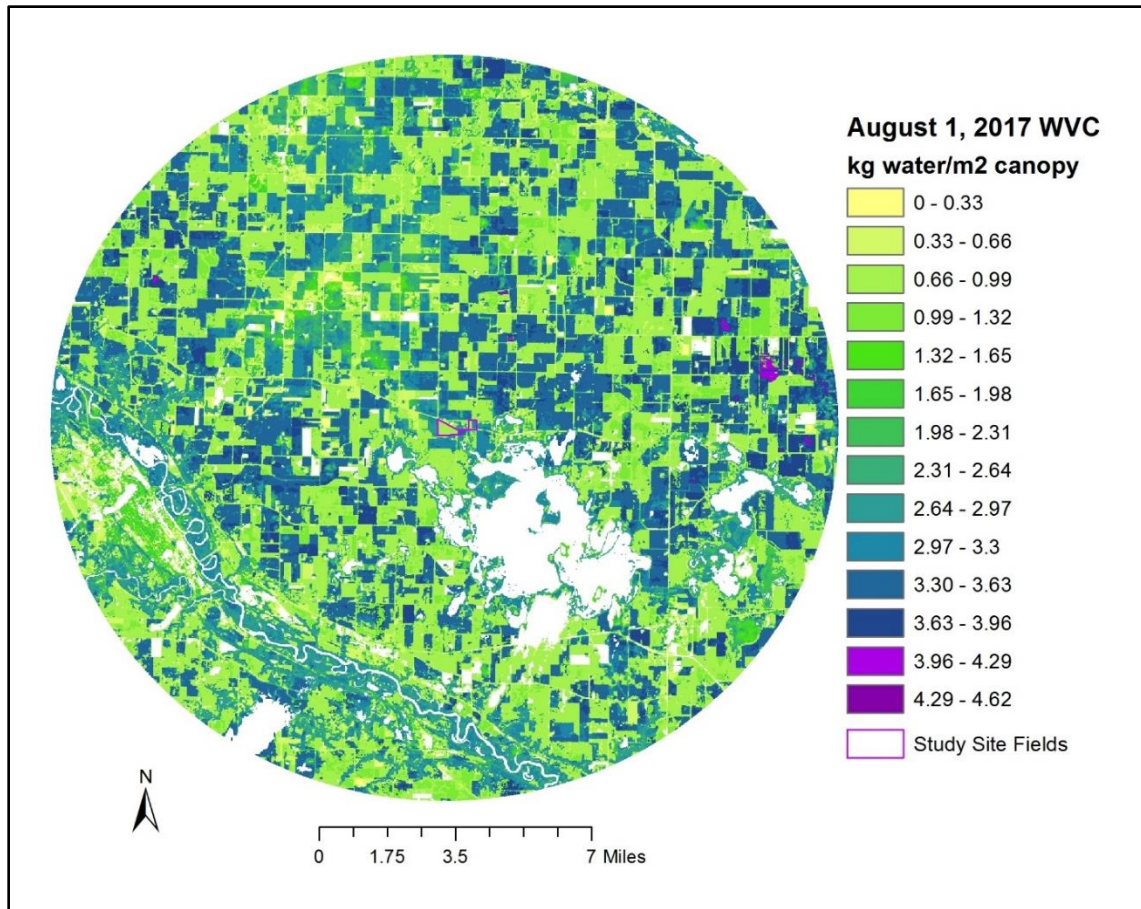 August 1, 2017 WVC
kg water/m2 canopy
0 - 0.33
0.33 - 0.66
0.66 - 0.99
0.99 - 1.32
1.32 - 1.65
1.65 - 1.98
1.98 - 2.31
2.31 - 2.64
2.64 - 2.97
2.97 - 3.3
3.30 - 3.63
3.63 - 3.96
3.96 - 4.29
4.29 - 4.62
Study Site Fields
N
0 1.75 3.5 7 Miles